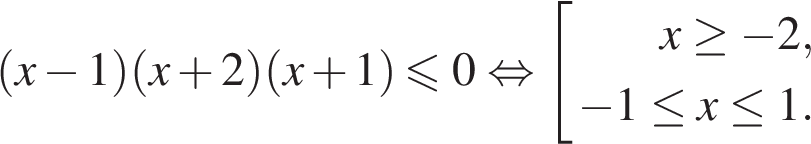 (x − 1)(x + 2)(x + 1) ⩽ 0 ⇔ [ x ≥ −2,
−1 ≤ x ≤ 1.